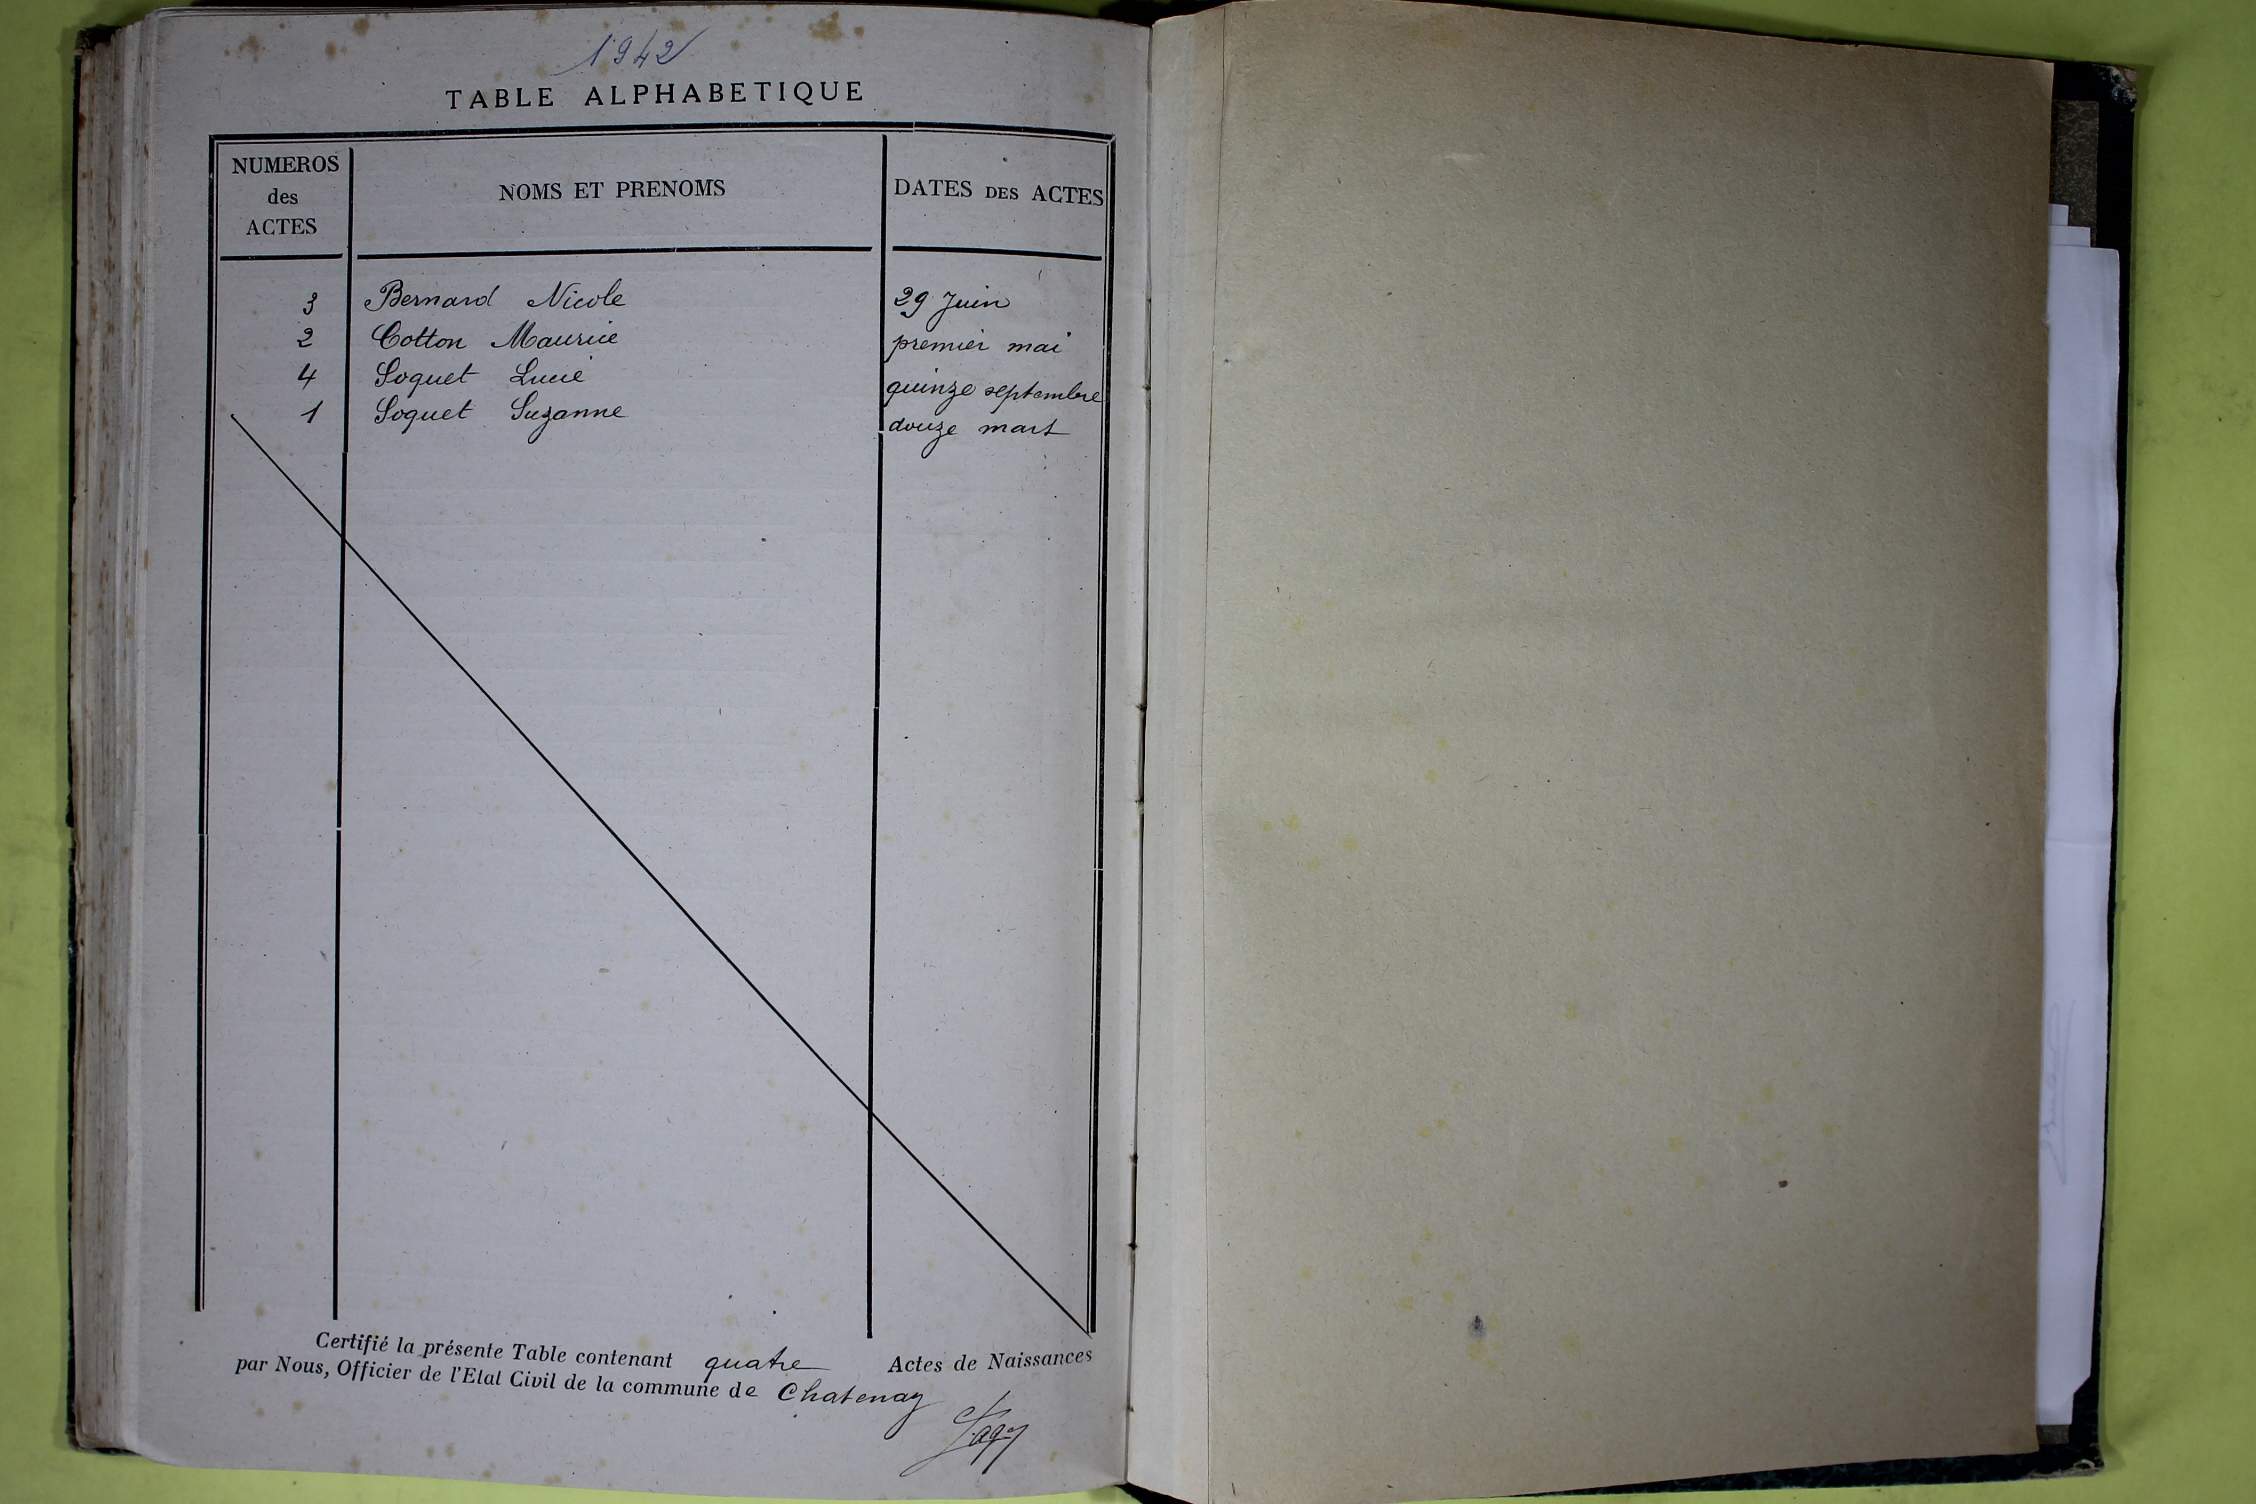 1942
TABLE ALPHABETIQUE
NUMEROS des ACTES NOMS ET PRENOMS DATES DES ACTES
3 Bernard Nicole 29 Juin
2 Cotton Maurice premier mai
4 Soquet Lucie quinze septembre
1 Soquet Suzanne douze mars
Certifié la présente Table contenant quatre Actes de Naissances
par Nous, Officier de l'Etat Civil de la commune de Chatenay